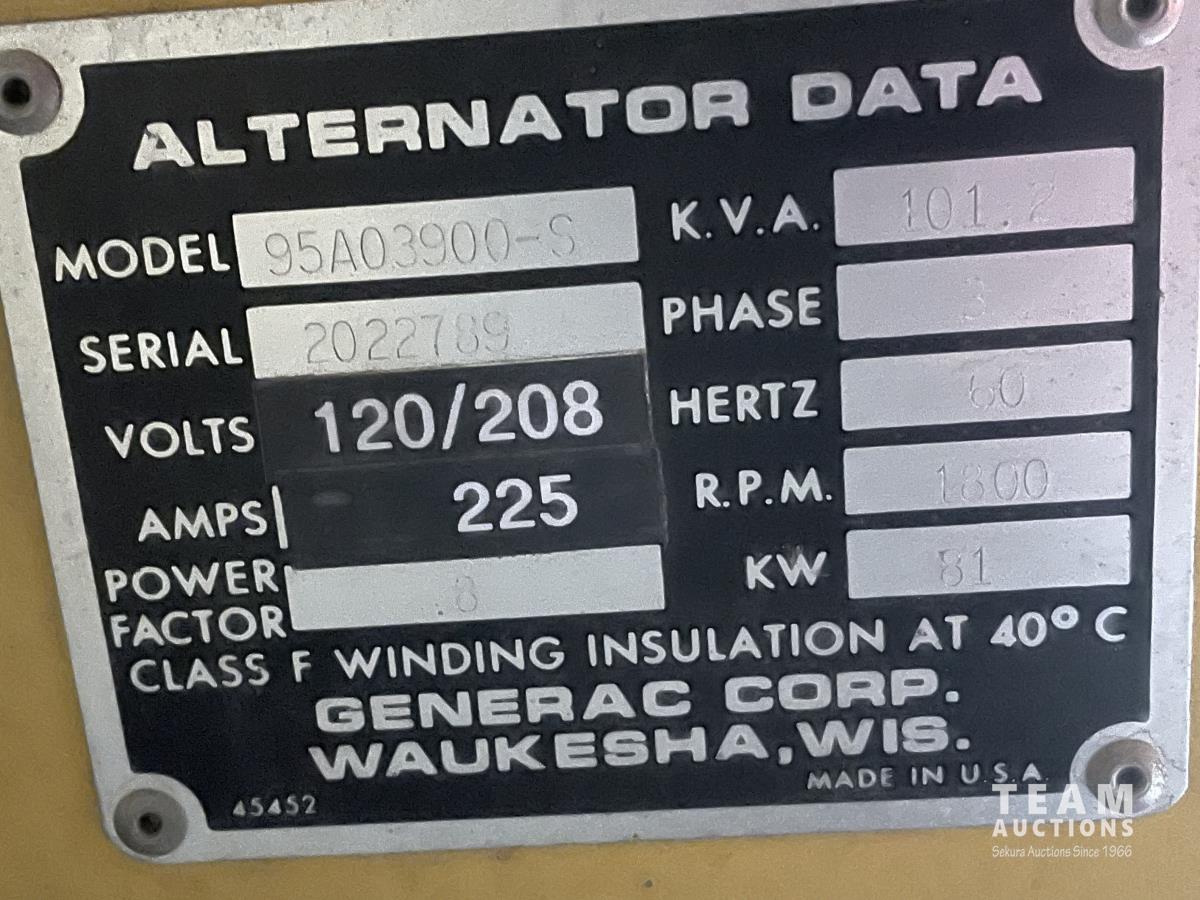 ALTERNATOR DATA
MODEL 95A03900-S
SERIAL 2022789
VOLTS 120/208
AMPS 225
POWER FACTOR .8
K.V.A. 101.2
PHASE 3
HERTZ 60
R.P.M. 1800
KW 81
CLASS F WINDING INSULATION AT 40° C
GENERAC CORP.
WAUKESHA, WIS.
MADE IN U.S.A.
45452
TEAM
AUCTIONS
Sekura Auctions Since 1966